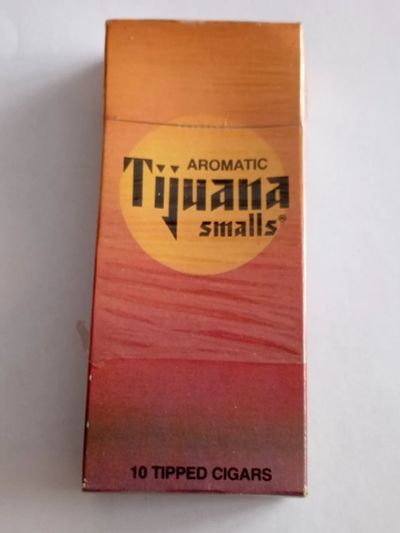 AROMATIC
Tijuana
smalls®
10 TIPPED CIGARS